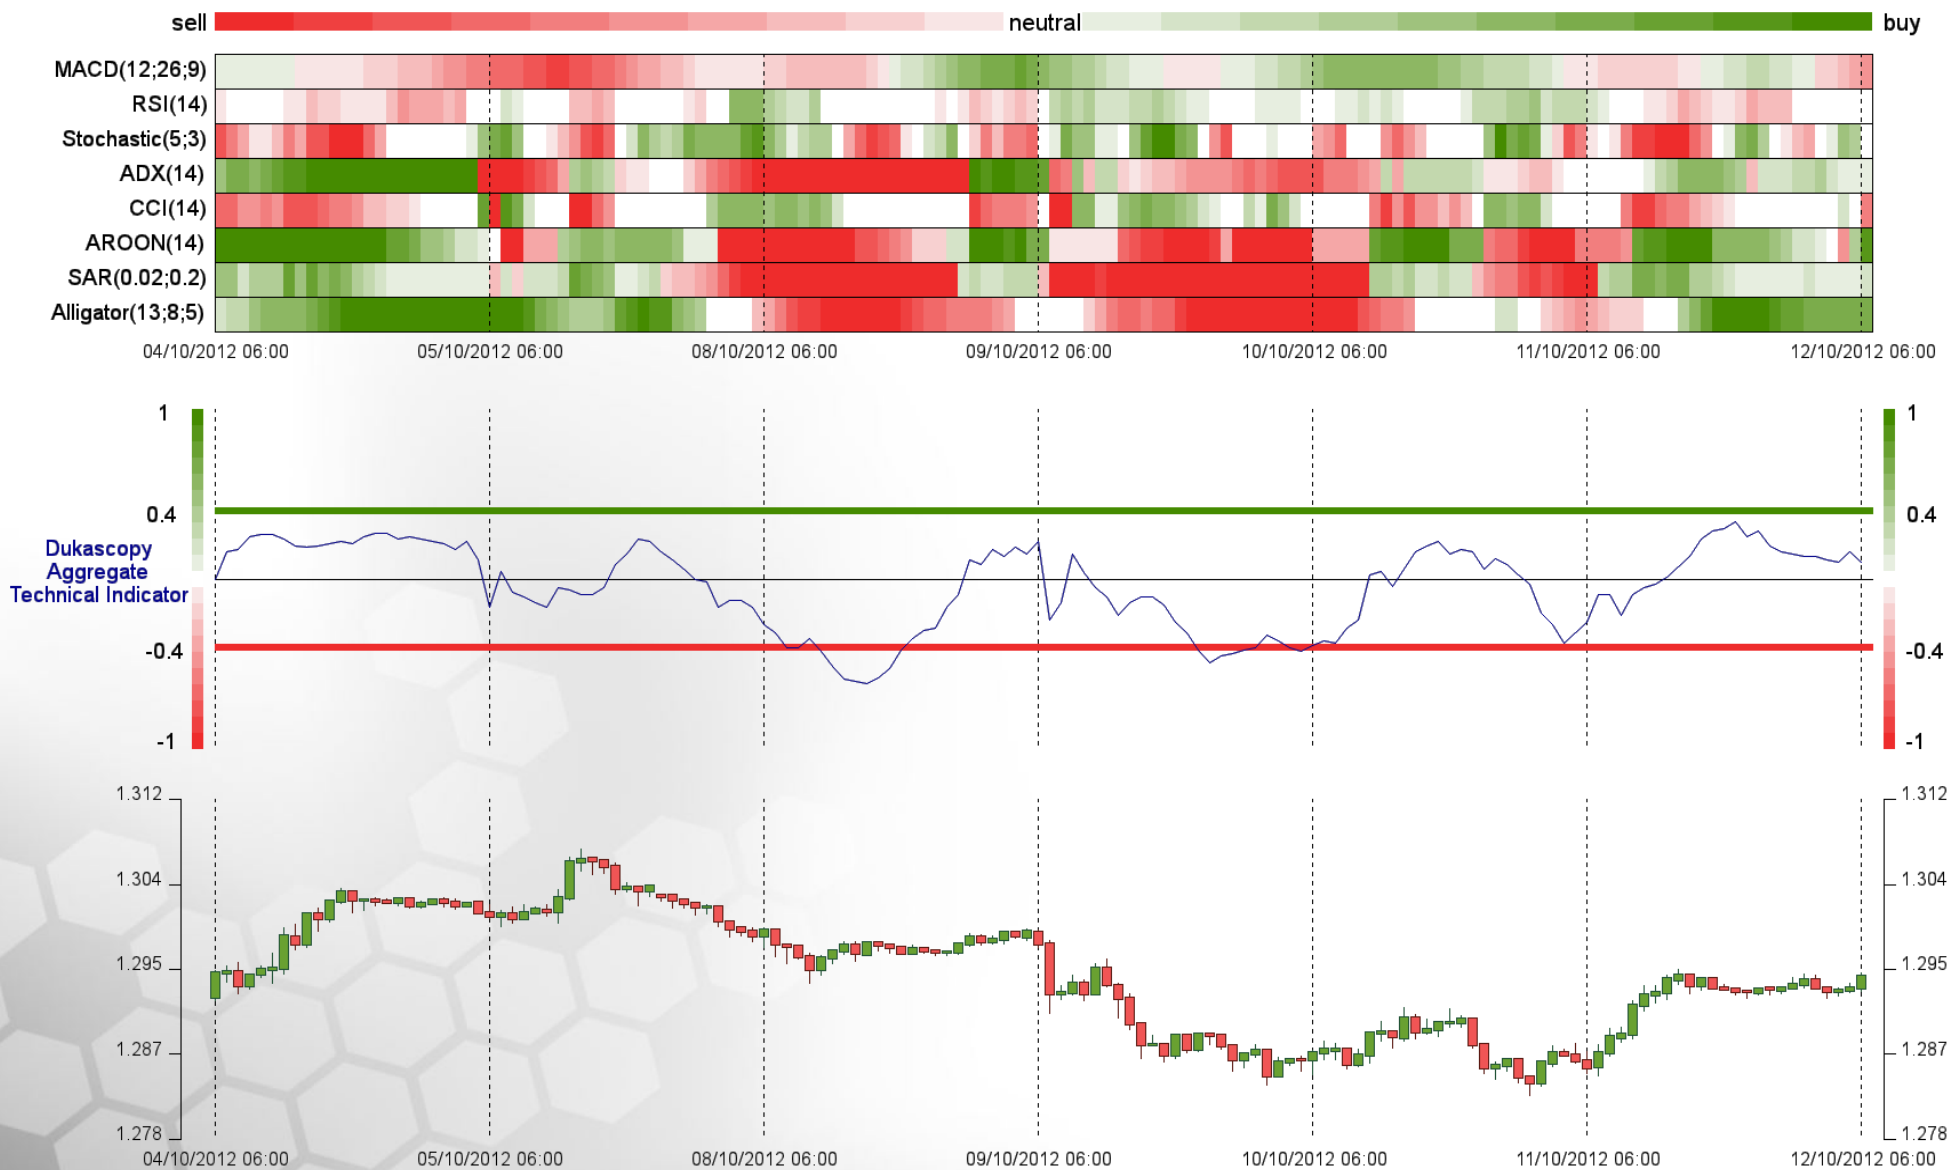 sell neutral buy
MACD(12;26;9)
RSI(14)
Stochastic(5;3)
ADX(14)
CCI(14)
AROON(14)
SAR(0.02;0.2)
Alligator(13;8;5)
04/10/2012 06:00 05/10/2012 06:00 08/10/2012 06:00 09/10/2012 06:00 10/10/2012 06:00 11/10/2012 06:00 12/10/2012 06:00
1 1
0.4 0.4
Dukascopy
Aggregate
Technical Indicator
-0.4 -0.4
-1 -1
1.312 1.312
1.304 1.304
1.295 1.295
1.287 1.287
1.278 1.278
04/10/2012 06:00 05/10/2012 06:00 08/10/2012 06:00 09/10/2012 06:00 10/10/2012 06:00 11/10/2012 06:00 12/10/2012 06:00